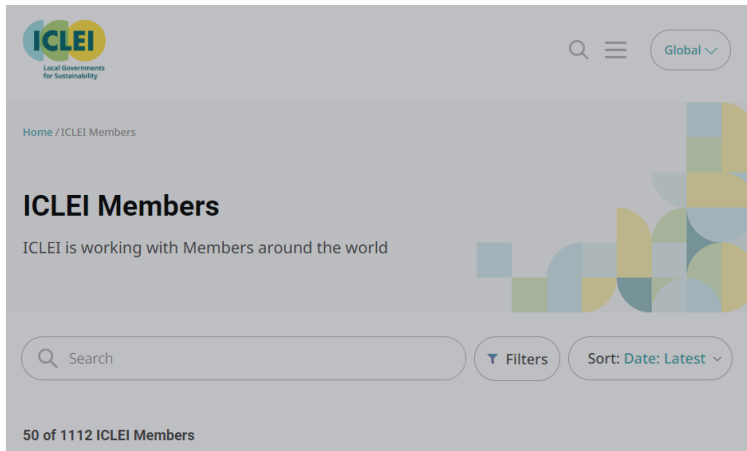 ICLEI
Local Governments
for Sustainability
Global
Home / ICLEI Members
ICLEI Members
ICLEI is working with Members around the world
Search
Filters
Sort: Date: Latest
50 of 1112 ICLEI Members